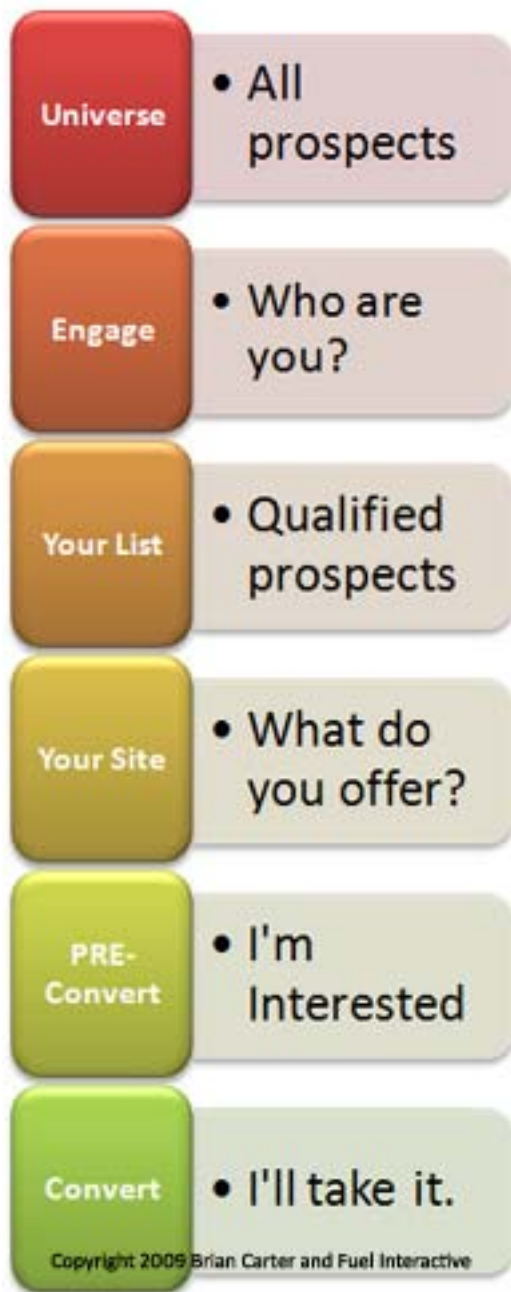 Universe
• All
prospects
Engage
• Who are
you?
Your List
• Qualified
prospects
Your Site
• What do
you offer?
PRE-
Convert
• I'm
Interested
Convert
• I'll take it.
Copyright 2009 Brian Carter and Fuel Interactive